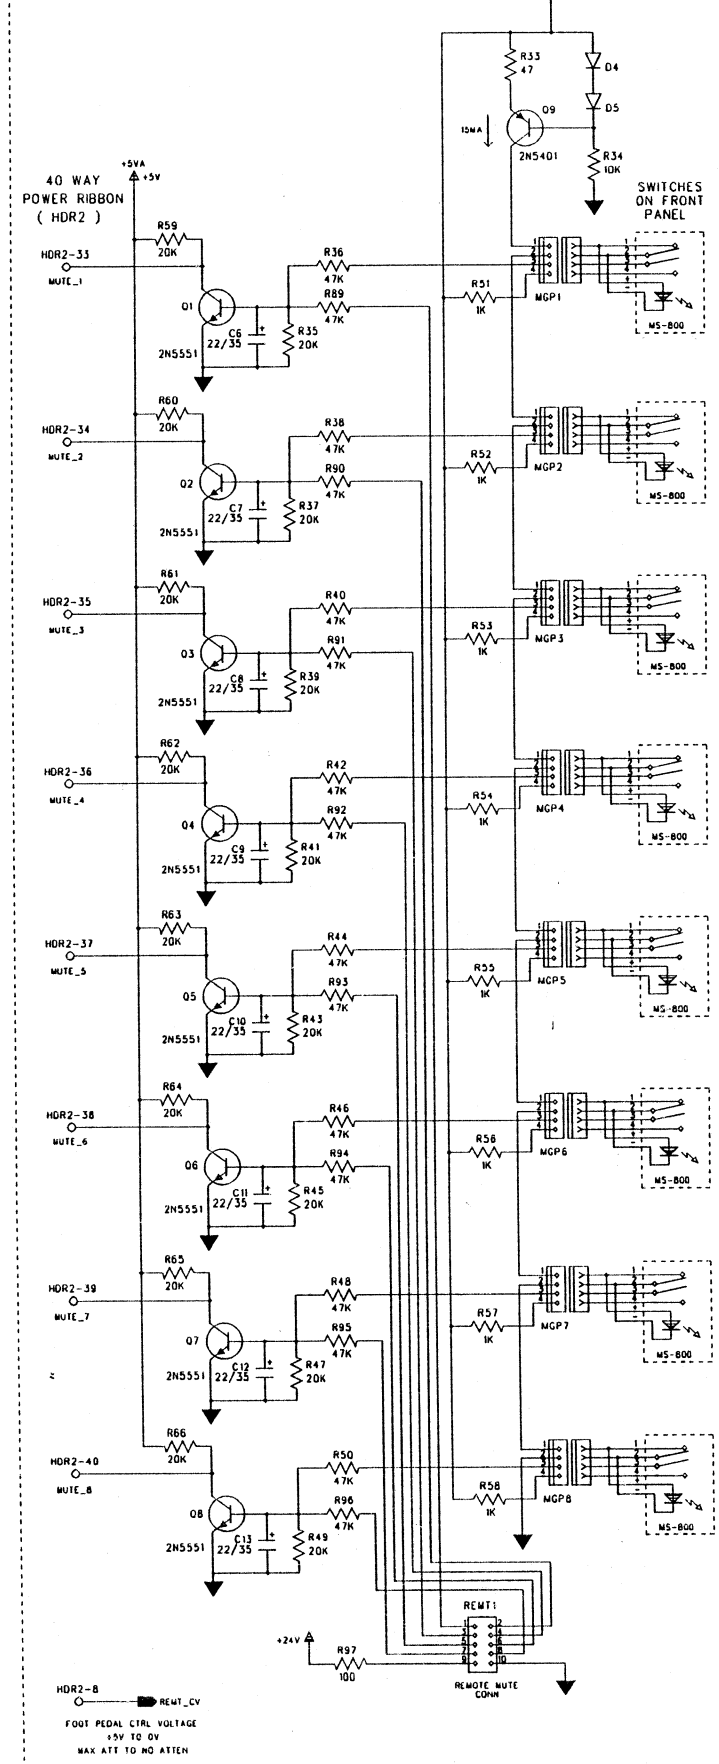 R33
47
D4
D5
Q9
15MA
2N5401
R34
10K
+5VA
+5V
40 WAY
POWER RIBBON
( HDR2 )
SWITCHES
ON FRONT
PANEL
R59
20K
HDR2-33
MUTE_1
Q1
2N5551
C6
+
22/35
R35
20K
R36
47K
R89
47K
R51
1K
MGP1
MS-800
R60
20K
HDR2-34
MUTE_2
Q2
2N5551
C7
+
22/35
R37
20K
R38
47K
R90
47K
R52
1K
MGP2
MS-800
R61
20K
HDR2-35
MUTE_3
Q3
2N5551
C8
+
22/35
R39
20K
R40
47K
R91
47K
R53
1K
MGP3
MS-800
R62
20K
HDR2-36
MUTE_4
Q4
2N5551
C9
+
22/35
R41
20K
R42
47K
R92
47K
R54
1K
MGP4
MS-800
R63
20K
HDR2-37
MUTE_5
Q5
2N5551
C10
+
22/35
R43
20K
R44
47K
R93
47K
R55
1K
MGP5
MS-800
R64
20K
HDR2-38
MUTE_6
Q6
2N5551
C11
+
22/35
R45
20K
R46
47K
R94
47K
R56
1K
MGP6
MS-800
R65
20K
HDR2-39
MUTE_7
Q7
2N5551
C12
+
22/35
R47
20K
R48
47K
R95
47K
R57
1K
MGP7
MS-800
R66
20K
HDR2-40
MUTE_8
Q8
2N5551
C13
+
22/35
R49
20K
R50
47K
R96
47K
R58
1K
MGP8
MS-800
REMT1
1 2
3 4
5 6
7 8
9 10
+24V
R97
100
REMOTE MUTE
CONN
HDR2-8
REMT_CV
FOOT PEDAL CTRL VOLTAGE
+5V TO 0V
MAX ATT TO NO ATTEN